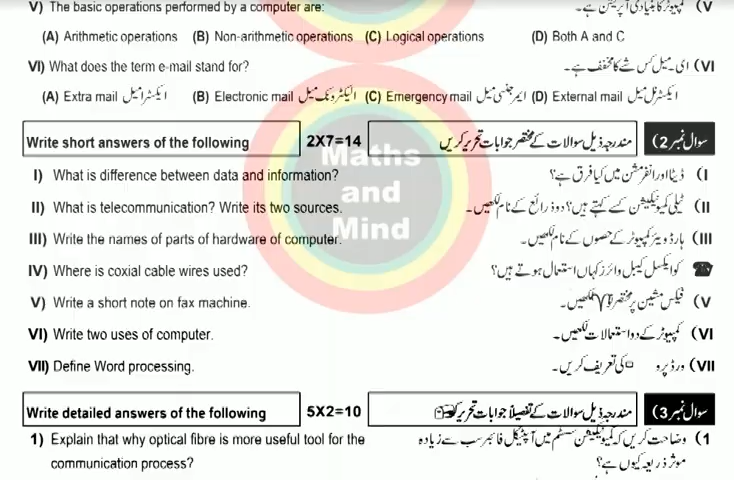 V) The basic operations performed by a computer are: کمپیوٹر کا بنیادی آپریشن ہے۔ (V
(A) Arithmetic operations (B) Non-arithmetic operations (C) Logical operations (D) Both A and C
VI) What does the term e-mail stand for? ای میل کس شے کا مخفف ہے۔ (VI
(A) Extra mail ایکسٹرا میل (B) Electronic mail الیکٹرونک میل (C) Emergency mail ایمرجنسی میل (D) External mail ایکسٹرنل میل
Write short answers of the following 2X7=14 مندرجہ ذیل سوالات کے مختصر جوابات تحریر کریں سوال نمبر 2)
Maths
and
Mind
I) What is difference between data and information? ڈیٹا اور انفرمشن میں کیا فرق ہے؟ (I
II) What is telecommunication? Write its two sources. ٹیلی کمیونیکیشن کسے کہتے ہیں؟ دو ذرائع کے نام لکھیں۔ (II
III) Write the names of parts of hardware of computer. ہارڈ ویئر کمپیوٹر کے حصوں کے نام لکھیں۔ (III
IV) Where is coxial cable wires used? کوایکسل کیبل وائرز کہاں استعمال ہوتے ہیں؟
V) Write a short note on fax machine. فیکس مشین پر مختصر لکھیں۔ (V
VI) Write two uses of computer. کمپیوٹر کے دو استعمالات لکھیں۔ (VI
VII) Define Word processing. ورڈ پرو کی تعریف کریں۔ (VII
Write detailed answers of the following 5X2=10 مندرجہ ذیل سوالات کے تفصیلاً جوابات تحریر سوال نمبر 3)
1) Explain that why optical fibre is more useful tool for the وضاحت کریں کہ کمیونیکیشن سسٹم میں آپٹیکل فائبر سب سے زیادہ (1
communication process? موثر ذریعہ کیوں ہے؟